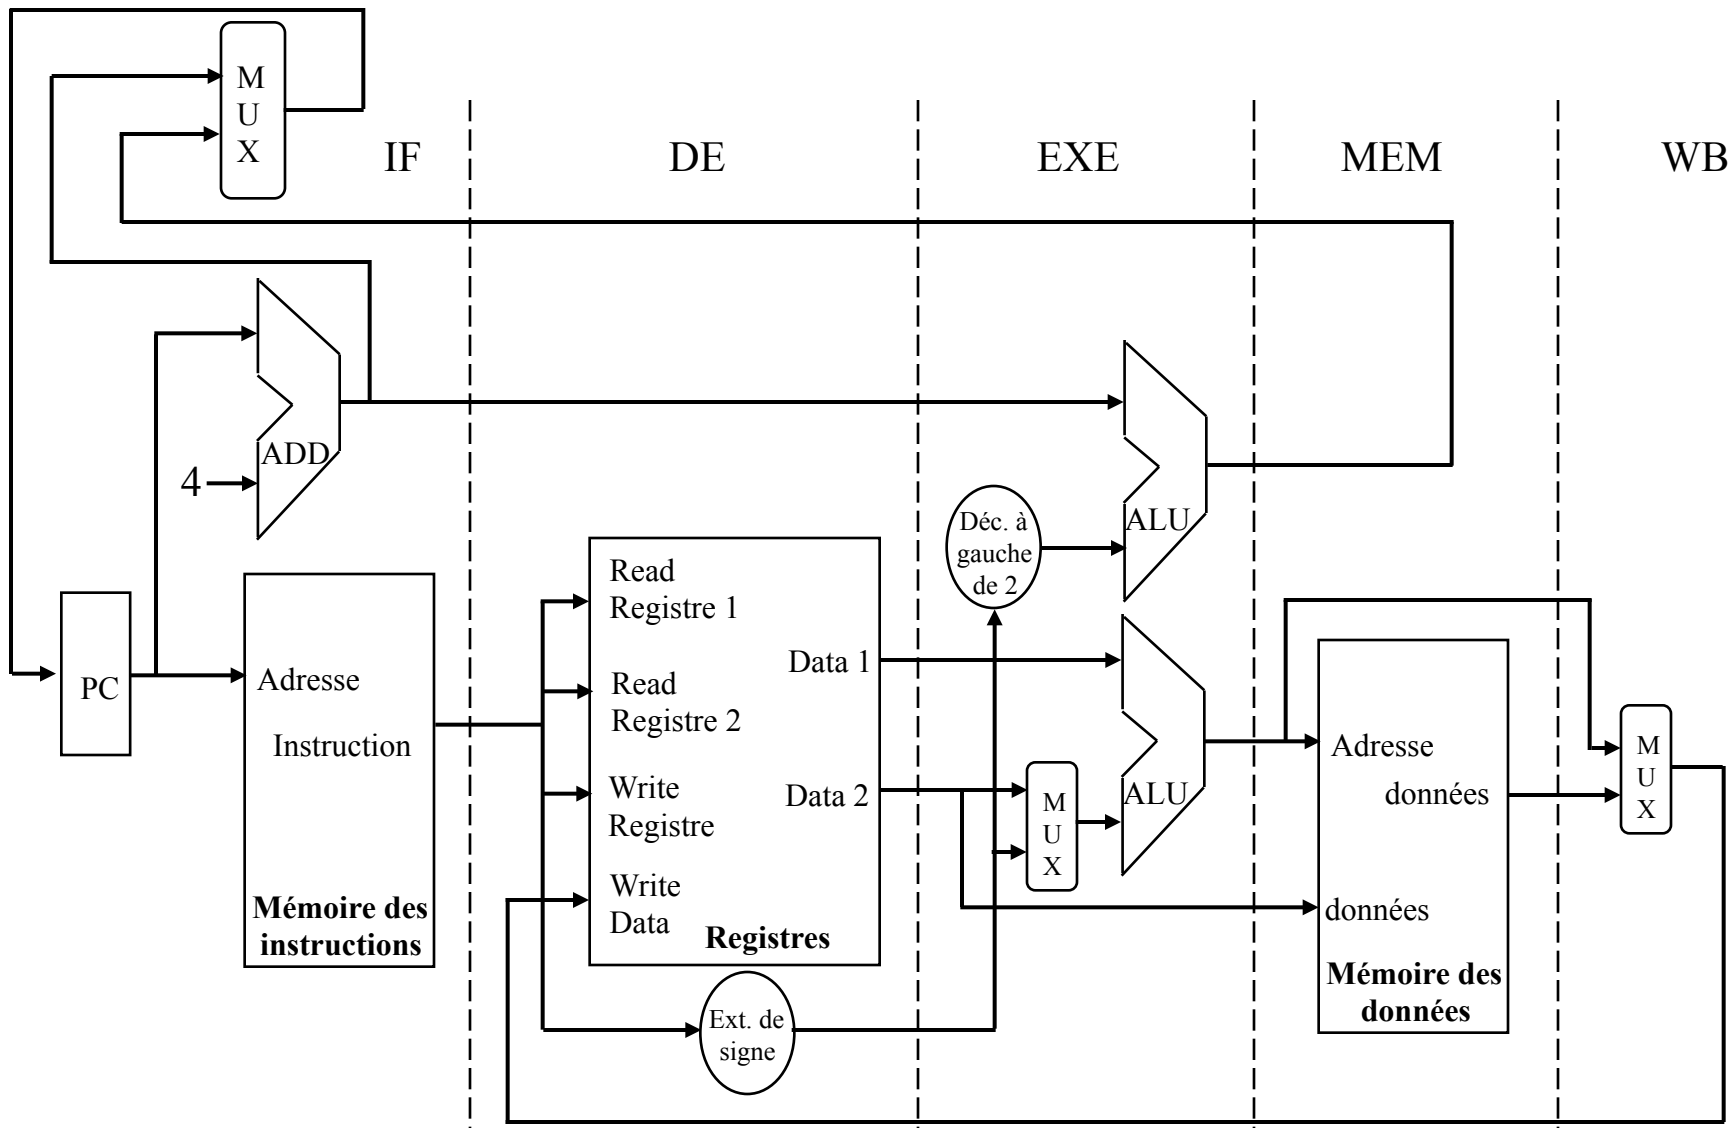 M
U
X
IF
DE
EXE
MEM
WB
ADD
4
Déc. à
gauche
de 2
ALU
PC
Adresse
Instruction
Mémoire des
instructions
Read
Registre 1
Read
Registre 2
Write
Registre
Write
Data
Data 1
Data 2
Registres
Ext. de
signe
M
U
X
ALU
Adresse
données
données
Mémoire des
données
M
U
X